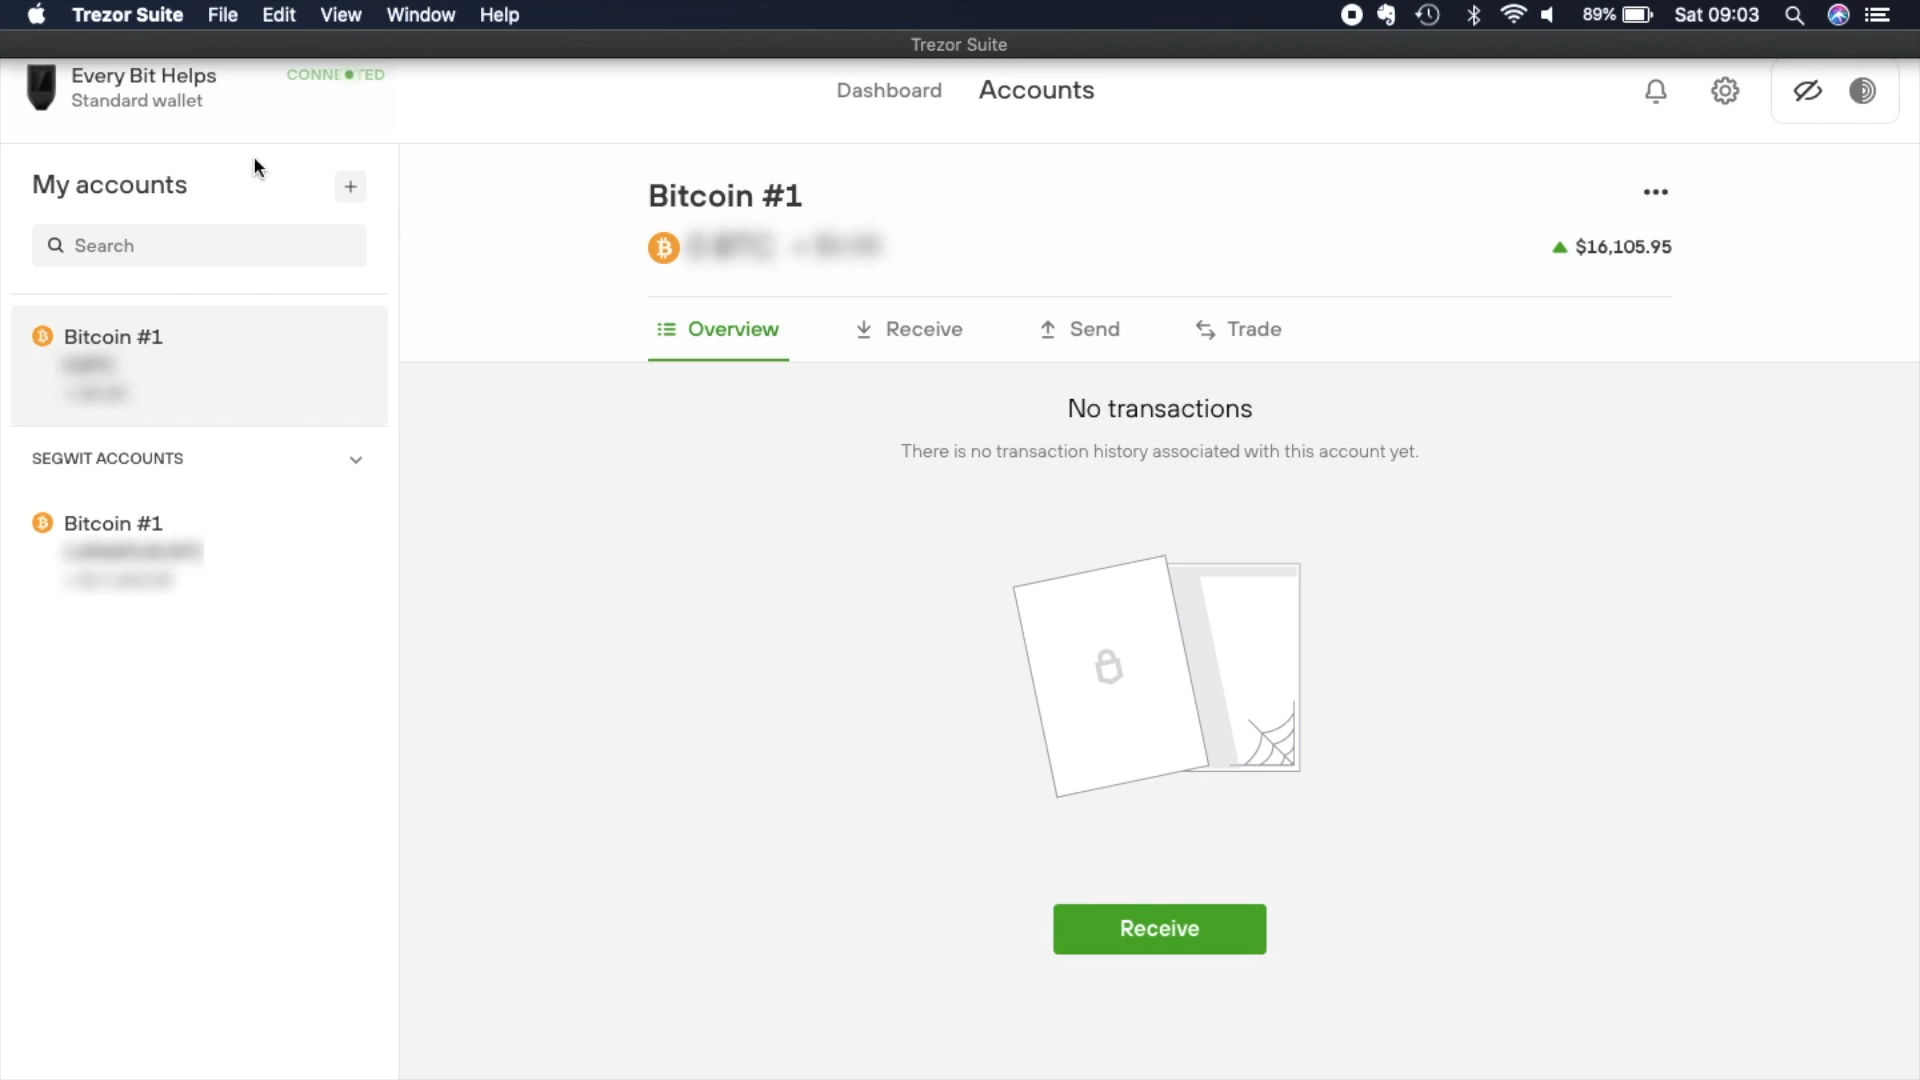 Trezor Suite File Edit View Window Help 89% Sat 09:03
Trezor Suite
Every Bit Helps CONNECTED
Standard wallet
Dashboard Accounts
My accounts
Search
Bitcoin #1
SEGWIT ACCOUNTS
Bitcoin #1
Bitcoin #1
$16,105.95
Overview Receive Send Trade
No transactions
There is no transaction history associated with this account yet.
Receive